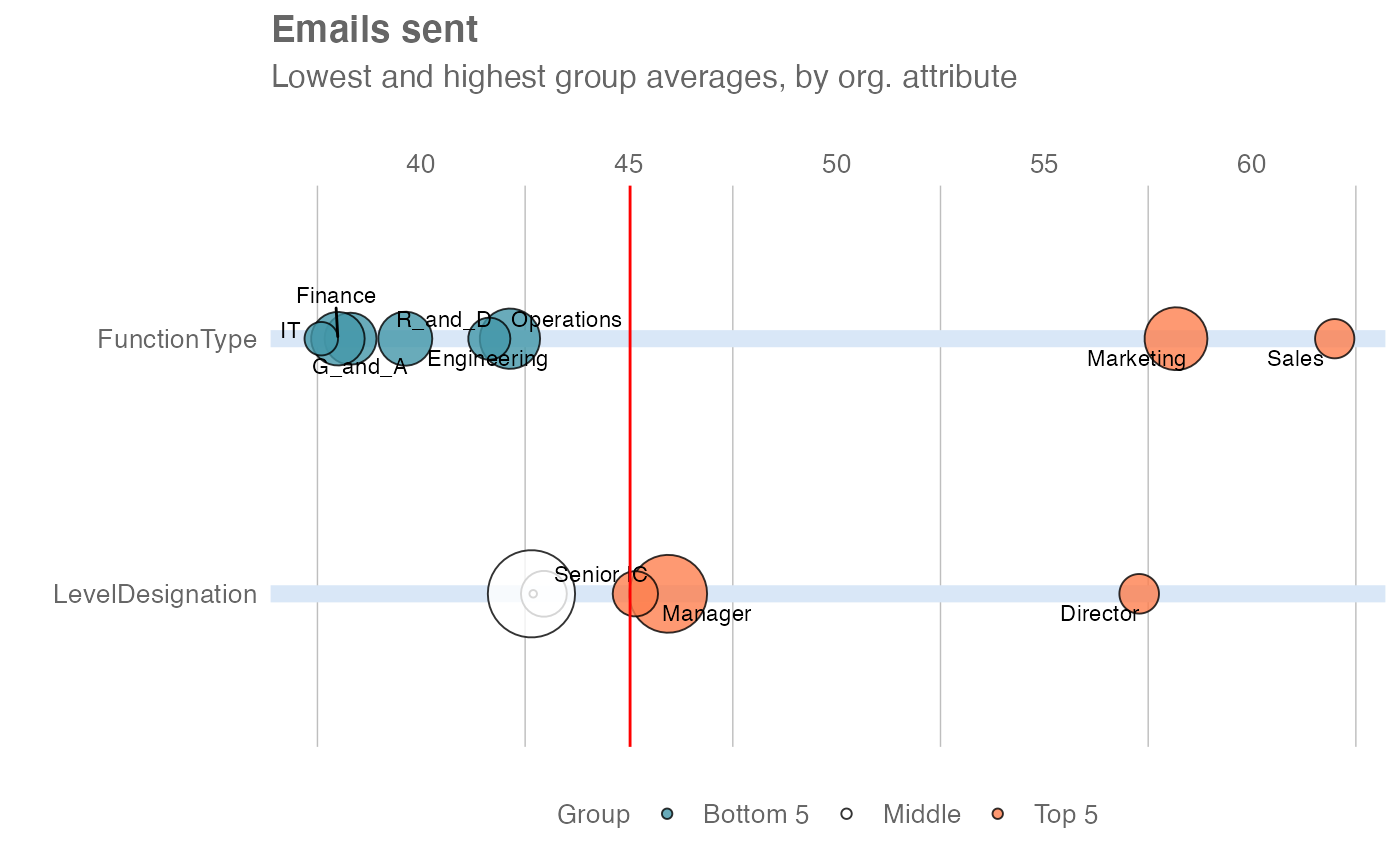 Emails sent
Lowest and highest group averages, by org. attribute
40 45 50 55 60
Finance
IT R_and_D Operations
FunctionType
G_and_A Engineering Marketing Sales
Senior IC
LevelDesignation
Manager Director
Group Bottom 5 Middle Top 5